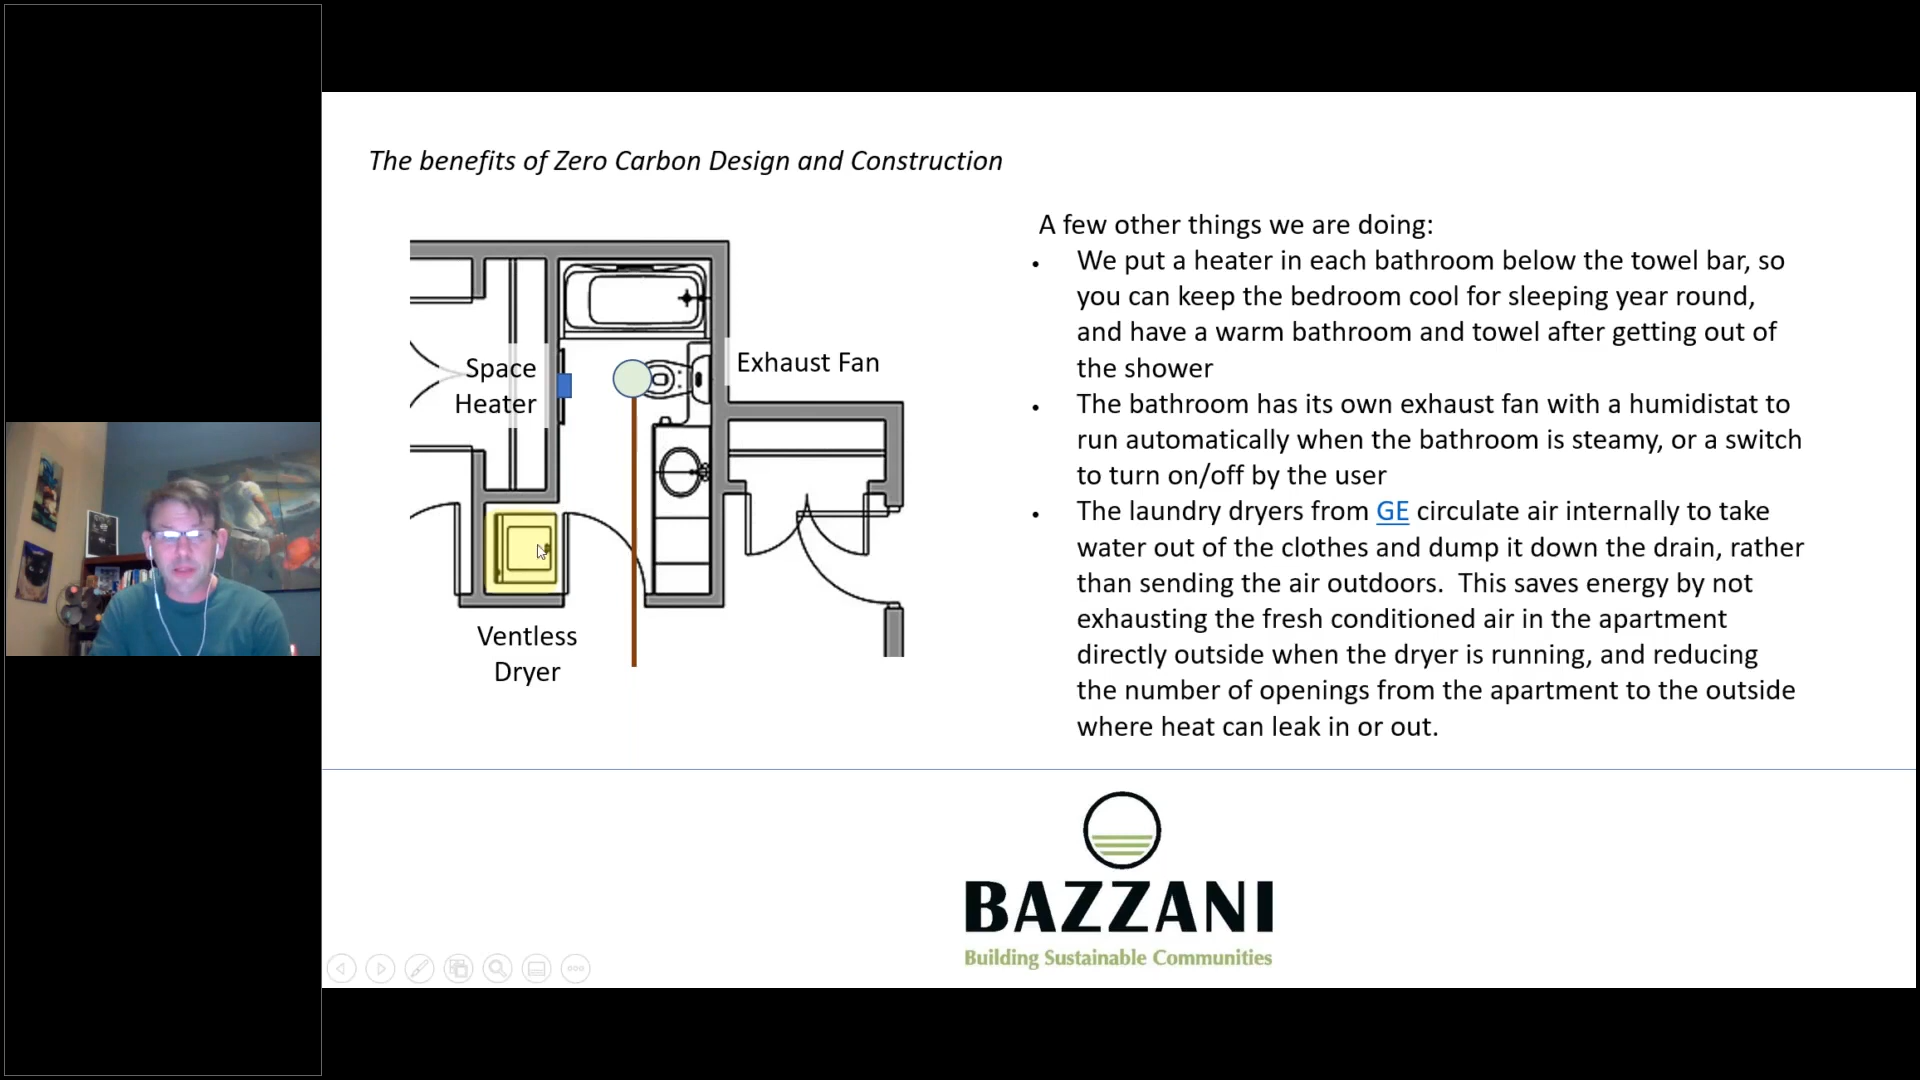 The benefits of Zero Carbon Design and Construction
Space
Heater
Exhaust Fan
Ventless
Dryer
A few other things we are doing:
• We put a heater in each bathroom below the towel bar, so
you can keep the bedroom cool for sleeping year round,
and have a warm bathroom and towel after getting out of
the shower
• The bathroom has its own exhaust fan with a humidistat to
run automatically when the bathroom is steamy, or a switch
to turn on/off by the user
• The laundry dryers from GE circulate air internally to take
water out of the clothes and dump it down the drain, rather
than sending the air outdoors.  This saves energy by not
exhausting the fresh conditioned air in the apartment
directly outside when the dryer is running, and reducing
the number of openings from the apartment to the outside
where heat can leak in or out.
BAZZANI
Building Sustainable Communities